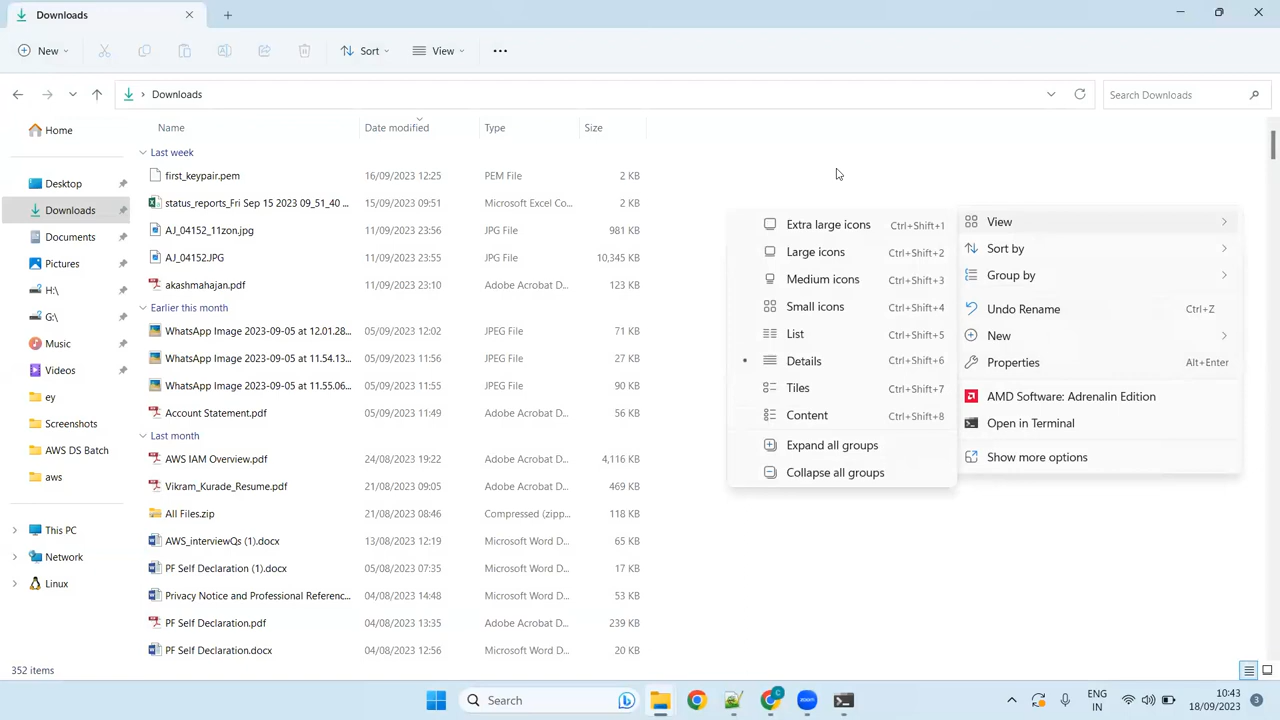 Downloads
New
Sort
View
Downloads
Search Downloads
Name
Date modified
Type
Size
Home
Desktop
Downloads
Documents
Pictures
H:\
G:\
Music
Videos
ey
Screenshots
AWS DS Batch
aws
This PC
Network
Linux
Last week
first_keypair.pem 16/09/2023 12:25 PEM File 2 KB
status_reports_Fri Sep 15 2023 09_51_40 ... 15/09/2023 09:51 Microsoft Excel Co... 2 KB
AJ_04152_11zon.jpg 11/09/2023 23:56 JPG File 981 KB
AJ_04152.JPG 11/09/2023 23:55 JPG File 10,345 KB
akashmahajan.pdf 11/09/2023 23:10 Adobe Acrobat D... 123 KB
Earlier this month
WhatsApp Image 2023-09-05 at 12.01.28... 05/09/2023 12:02 JPEG File 71 KB
WhatsApp Image 2023-09-05 at 11.54.13... 05/09/2023 11:56 JPEG File 27 KB
WhatsApp Image 2023-09-05 at 11.55.06... 05/09/2023 11:55 JPEG File 90 KB
Account Statement.pdf 05/09/2023 11:49 Adobe Acrobat D... 56 KB
Last month
AWS IAM Overview.pdf 24/08/2023 19:22 Adobe Acrobat D... 4,116 KB
Vikram_Kurade_Resume.pdf 21/08/2023 09:05 Adobe Acrobat D... 469 KB
All Files.zip 21/08/2023 08:46 Compressed (zipp... 118 KB
AWS_interviewQs (1).docx 13/08/2023 12:19 Microsoft Word D... 65 KB
PF Self Declaration (1).docx 05/08/2023 07:35 Microsoft Word D... 17 KB
Privacy Notice and Professional Referenc... 04/08/2023 14:48 Microsoft Word D... 53 KB
PF Self Declaration.pdf 04/08/2023 13:35 Adobe Acrobat D... 239 KB
PF Self Declaration.docx 04/08/2023 12:56 Microsoft Word D... 20 KB
Extra large icons Ctrl+Shift+1
Large icons Ctrl+Shift+2
Medium icons Ctrl+Shift+3
Small icons Ctrl+Shift+4
List Ctrl+Shift+5
Details Ctrl+Shift+6
Tiles Ctrl+Shift+7
Content Ctrl+Shift+8
Expand all groups
Collapse all groups
View
Sort by
Group by
Undo Rename Ctrl+Z
New
Properties Alt+Enter
AMD Software: Adrenalin Edition
Open in Terminal
Show more options
352 items
Search
C
zoom
ENG
IN
10:43
18/09/2023
3